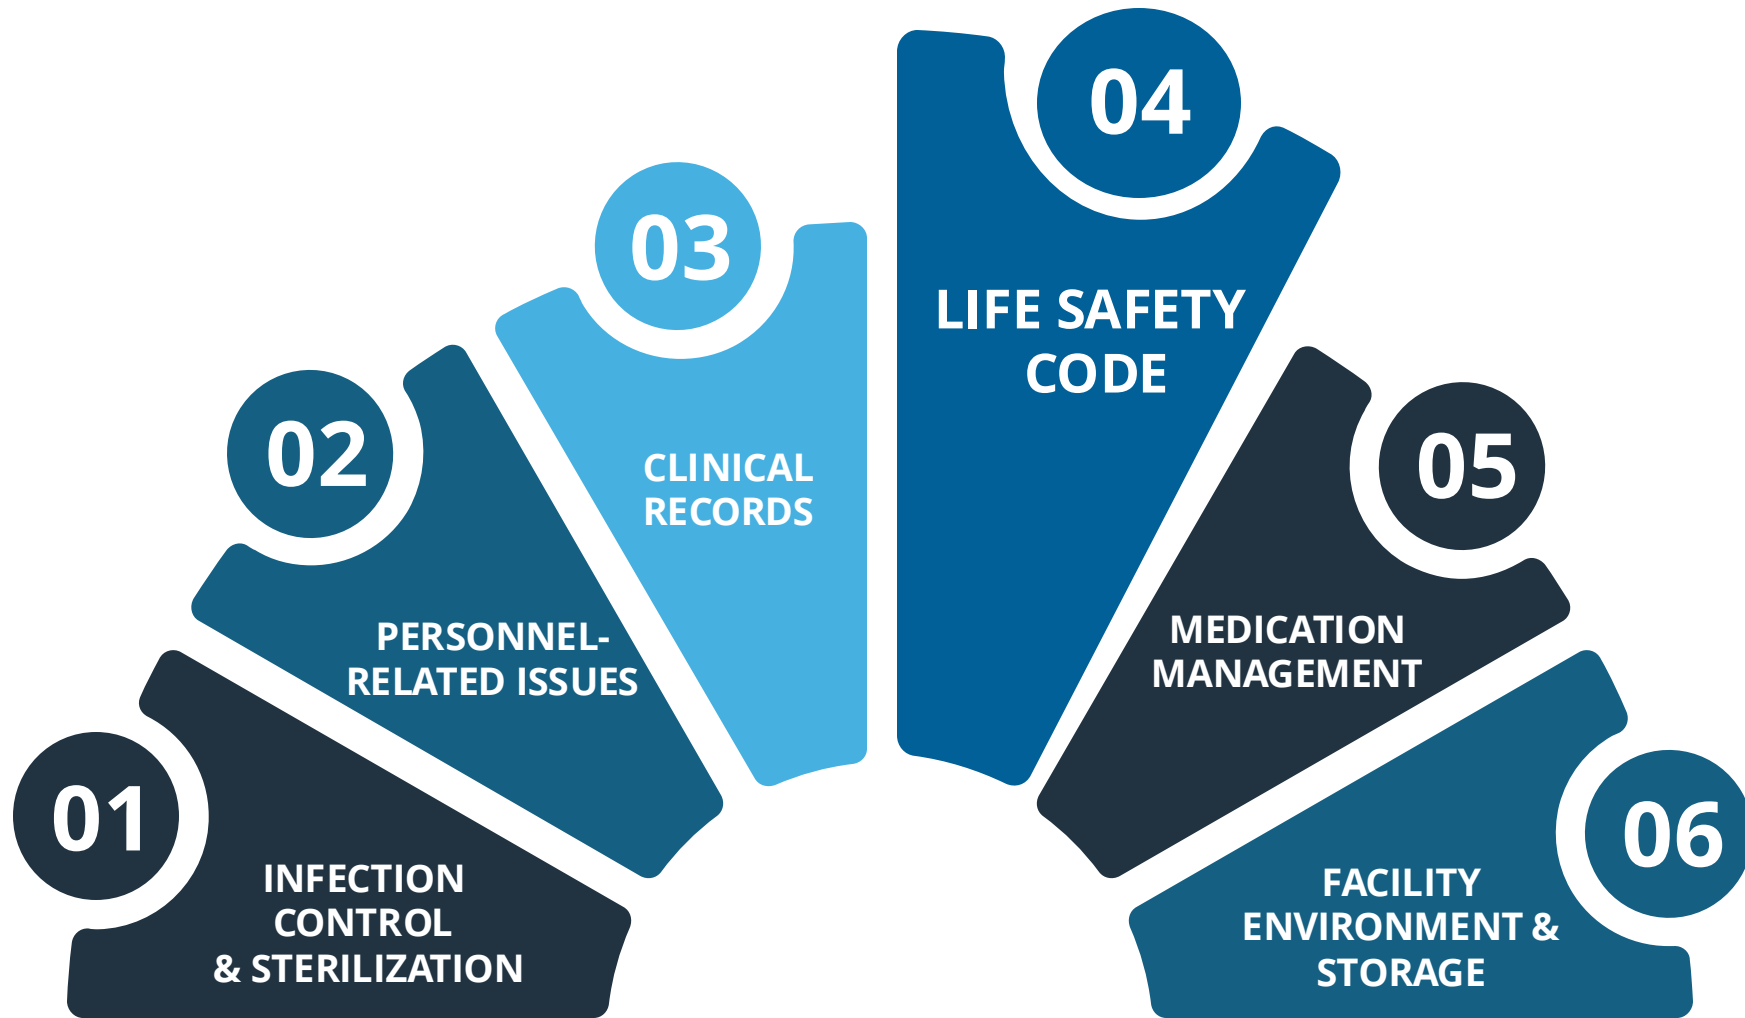 01
INFECTION
CONTROL
& STERILIZATION
02
PERSONNEL-
RELATED ISSUES
03
CLINICAL
RECORDS
04
LIFE SAFETY
CODE
05
MEDICATION
MANAGEMENT
06
FACILITY
ENVIRONMENT &
STORAGE